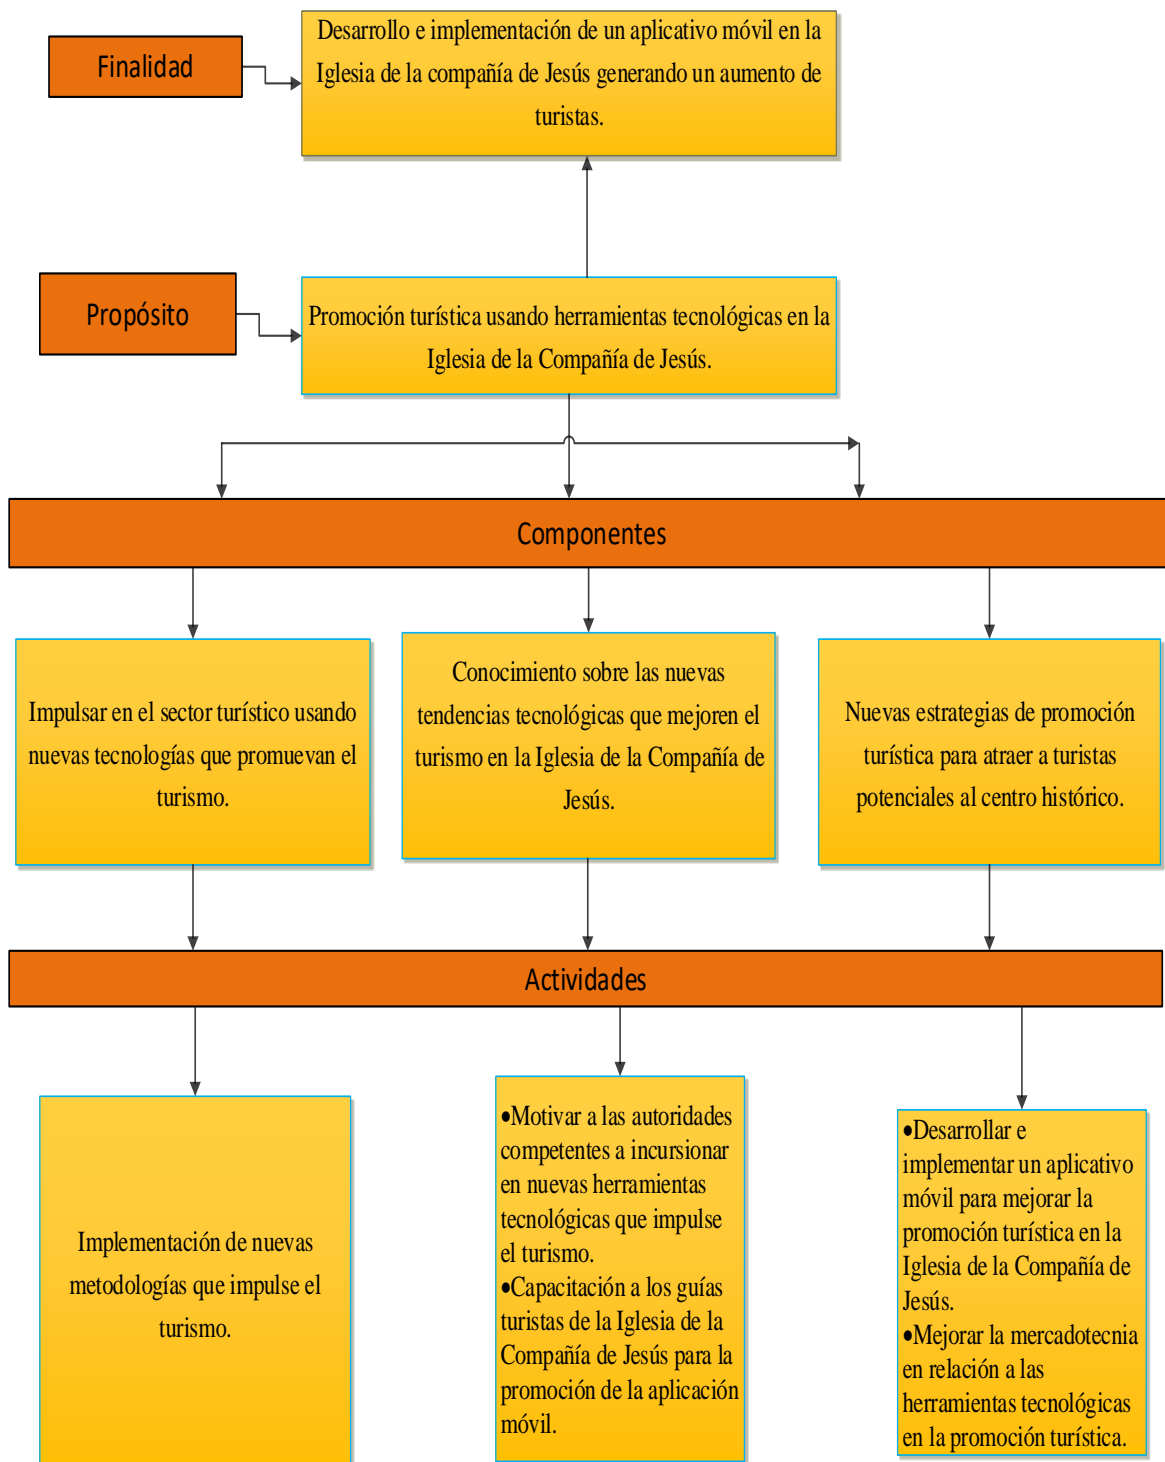 Finalidad
Desarrollo e implementación de un aplicativo móvil en la
Iglesia de la compañía de Jesús generando un aumento de
turistas.
Propósito
Promoción turística usando herramientas tecnológicas en la
Iglesia de la Compañía de Jesús.
Componentes
Impulsar en el sector turístico usando
nuevas tecnologías que promuevan el
turismo.
Conocimiento sobre las nuevas
tendencias tecnológicas que mejoren el
turismo en la Iglesia de la Compañía de
Jesús.
Nuevas estrategias de promoción
turística para atraer a turistas
potenciales al centro histórico.
Actividades
Implementación de nuevas
metodologías que impulse el
turismo.
•Motivar a las autoridades
competentes a incursionar
en nuevas herramientas
tecnológicas que impulse
el turismo.
•Capacitación a los guías
turistas de la Iglesia de la
Compañía de Jesús para la
promoción de la aplicación
móvil.
•Desarrollar e
implementar un aplicativo
móvil para mejorar la
promoción turística en la
Iglesia de la Compañía de
Jesús.
•Mejorar la mercadotecnia
en relación a las
herramientas tecnológicas
en la promoción turística.